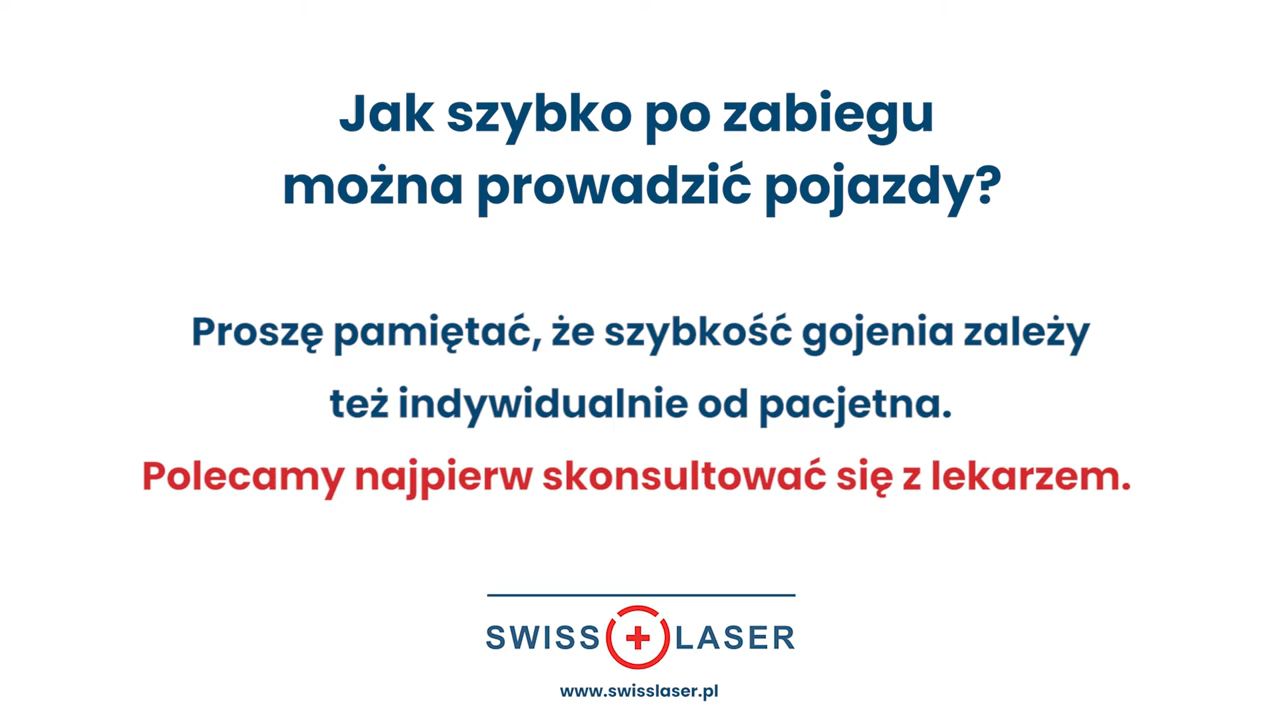 Jak szybko po zabiegu
można prowadzić pojazdy?
Proszę pamiętać, że szybkość gojenia zależy
też indywidualnie od pacjetna.
Polecamy najpierw skonsultować się z lekarzem.
SWISS LASER
www.swisslaser.pl